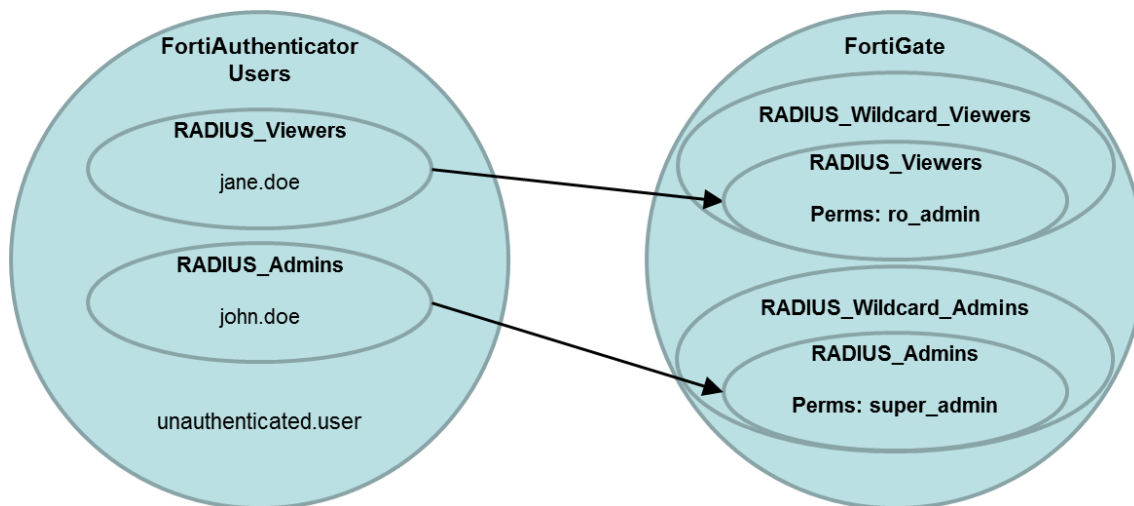 FortiAuthenticator
Users
RADIUS_Viewers
jane.doe
RADIUS_Admins
john.doe
unauthenticated.user
FortiGate
RADIUS_Wildcard_Viewers
RADIUS_Viewers
Perms: ro_admin
RADIUS_Wildcard_Admins
RADIUS_Admins
Perms: super_admin